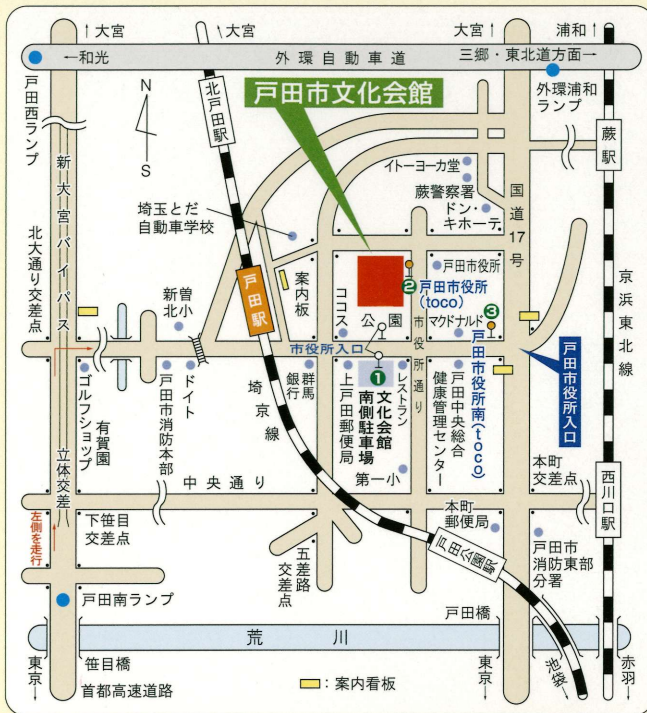 ↑大宮
↑大宮
大宮↑
浦和↑
←和光
外環自動車道
三郷・東北道方面→
戸田西ランプ
N
S
北戸田駅
戸田市文化会館
外環浦和
ランプ
蕨駅
イトーヨーカ堂
蕨警察署
ドン・
キホーテ
国道17号
新大宮バイパス
北大通り交差点
埼玉とだ
自動車学校
戸田駅
案内板
戸田市役所
②戸田市役所
(toco)
③
京浜東北線
新曽
北小
ココス
公園
マクドナルド
市役所通り
市役所入口
戸田市役所入口
ゴルフショップ
有賀園
戸田市消防本部
ドイト
埼京線
群馬
銀行
上戸田郵便局
①
文化会館
南側駐車場
レストラン
戸田中央総合
健康管理センター
戸田市役所南(toco)
立体交差
中央通り
第一小
本町
交差点
西川口駅
左側を走行
下笹目
交差点
五差路
交差点
本町
郵便局
戸田公園駅
戸田市
消防東部
分署
戸田南ランプ
戸田橋
荒川
東京↓
笹目橋
首都高速道路
:案内看板
東京↓
池袋↓
赤羽↓